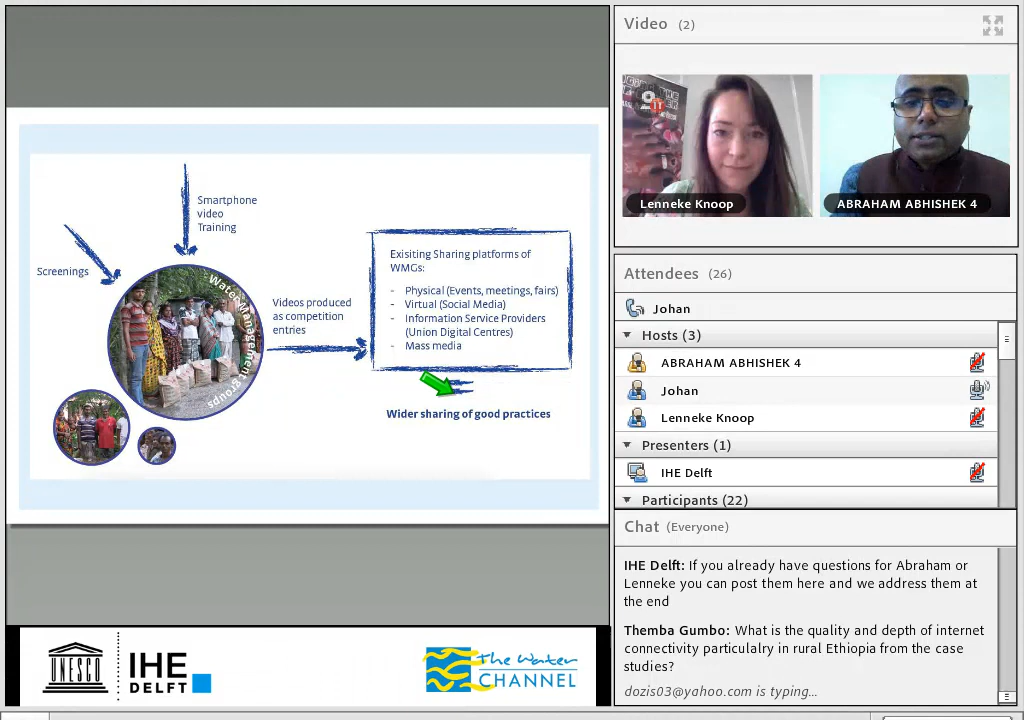 Smartphone
video
Training
Screenings
Water Management groups
Videos produced
as competition
entries
Exisiting Sharing platforms of
WMGs:
- Physical (Events, meetings, fairs)
- Virtual (Social Media)
- Information Service Providers
(Union Digital Centres)
- Mass media
Wider sharing of good practices
UNESCO
IHE
DELFT
The Water
CHANNEL
Video (2)
Lenneke Knoop
ABRAHAM ABHISHEK 4
Attendees (26)
Johan
Hosts (3)
ABRAHAM ABHISHEK 4
Johan
Lenneke Knoop
Presenters (1)
IHE Delft
Participants (22)
Chat (Everyone)
IHE Delft: If you already have questions for Abraham or
Lenneke you can post them here and we address them at
the end
Themba Gumbo: What is the quality and depth of internet
connectivity particulalry in rural Ethiopia from the case
studies?
dozis03@yahoo.com is typing...